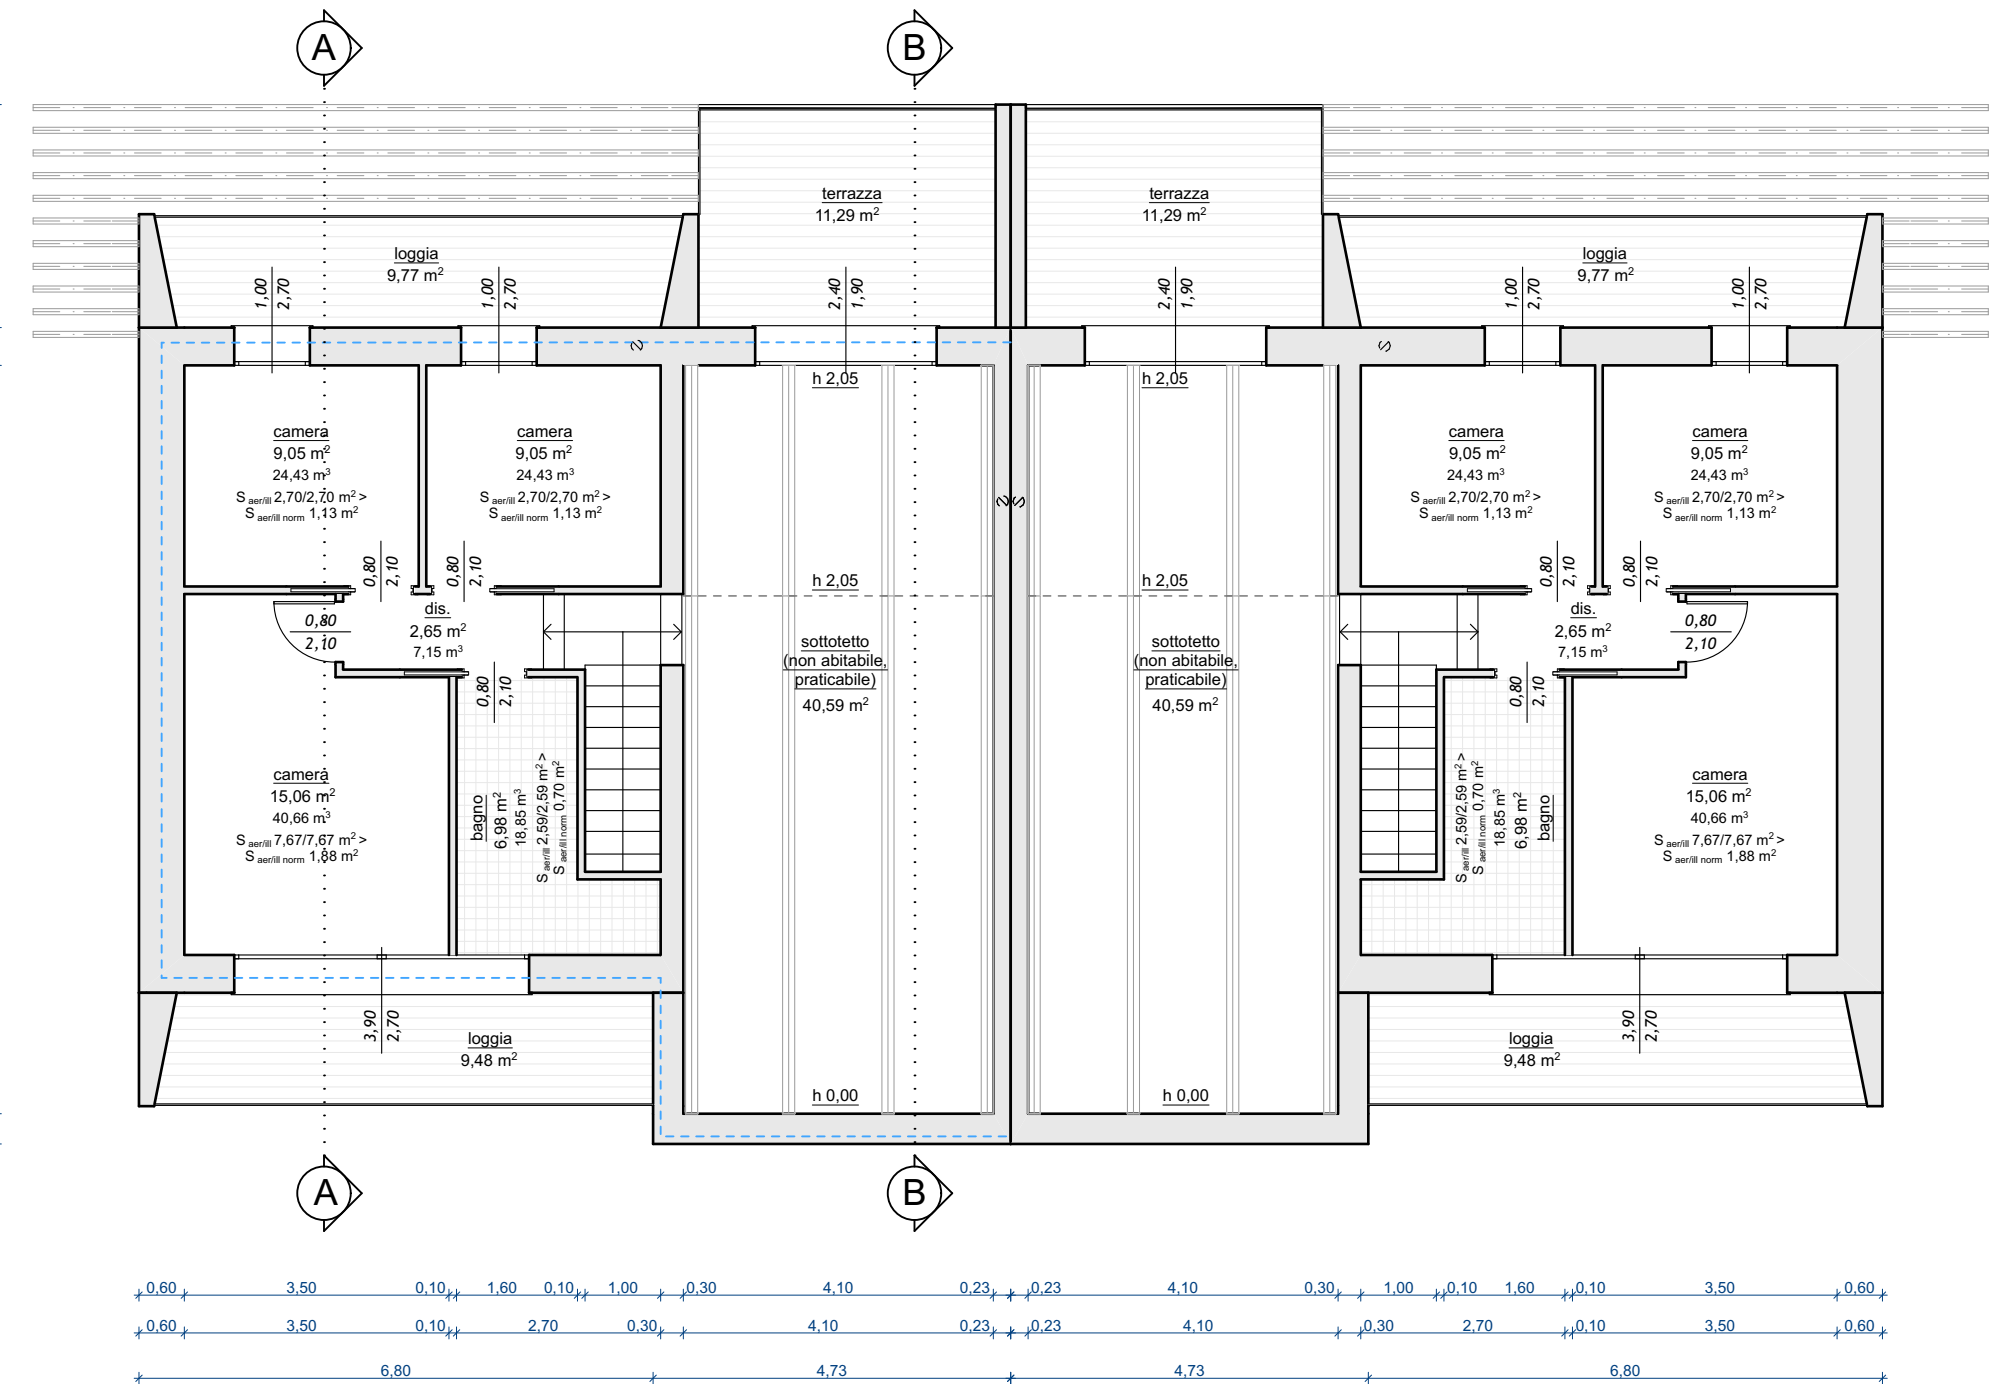 A
B
terrazza
11,29 m²
terrazza
11,29 m²
loggia
9,77 m²
loggia
9,77 m²
1,00
2,70
1,00
2,70
2,40
1,90
2,40
1,90
1,00
2,70
1,00
2,70
S
S
h 2,05
h 2,05
camera
9,05 m²
24,43 m³
S aer/ill 2,70/2,70 m² >
S aer/ill norm 1,13 m²
camera
9,05 m²
24,43 m³
S aer/ill 2,70/2,70 m² >
S aer/ill norm 1,13 m²
camera
9,05 m²
24,43 m³
S aer/ill 2,70/2,70 m² >
S aer/ill norm 1,13 m²
camera
9,05 m²
24,43 m³
S aer/ill 2,70/2,70 m² >
S aer/ill norm 1,13 m²
S
S
0,80
2,10
0,80
2,10
h 2,05
h 2,05
0,80
2,10
0,80
2,10
0,80
2,10
dis.
2,65 m²
7,15 m³
dis.
2,65 m²
7,15 m³
0,80
2,10
sottotetto
(non abitabile,
praticabile)
40,59 m²
sottotetto
(non abitabile,
praticabile)
40,59 m²
0,80
2,10
0,80
2,10
camera
15,06 m²
40,66 m³
S aer/ill 7,67/7,67 m² >
S aer/ill norm 1,88 m²
bagno
6,98 m²
18,85 m³
S aer/ill 2,59/2,59 m² >
S aer/ill norm 0,70 m²
S aer/ill 2,59/2,59 m² >
S aer/ill norm 0,70 m²
18,85 m³
6,98 m²
bagno
camera
15,06 m²
40,66 m³
S aer/ill 7,67/7,67 m² >
S aer/ill norm 1,88 m²
3,90
2,70
loggia
9,48 m²
h 0,00
h 0,00
loggia
9,48 m²
3,90
2,70
A
B
0,60 3,50 0,10 1,60 0,10 1,00 0,30 4,10 0,23 0,23 4,10 0,30 1,00 0,10 1,60 0,10 3,50 0,60
0,60 3,50 0,10 2,70 0,30 4,10 0,23 0,23 4,10 0,30 2,70 0,10 3,50 0,60
6,80 4,73 4,73 6,80